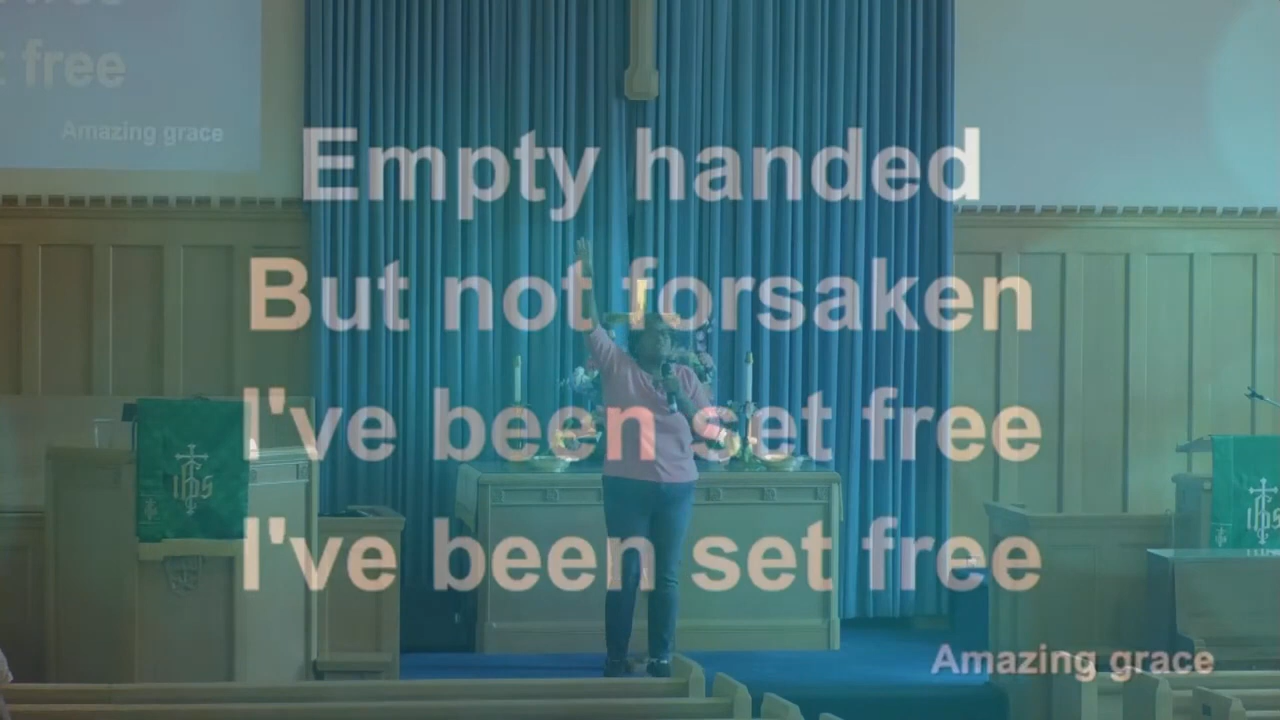 free
Amazing grace
Empty handed
But not forsaken
I've been set free
I've been set free
Amazing grace
IHS
IHS